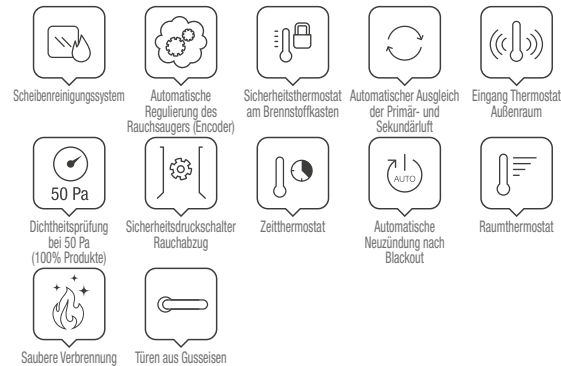 Scheibenreinigungssystem
Automatische
Regulierung des
Rauchsaugers (Encoder)
Sicherheitsthermostat
am Brennstoffkasten
Automatischer Ausgleich
der Primär- und
Sekundärluft
Eingang Thermostat
Außenraum
50 Pa
Dichtheitsprüfung
bei 50 Pa
(100% Produkte)
Sicherheitsdruckschalter
Rauchabzug
Zeitthermostat
AUTO
Automatische
Neuzündung nach
Blackout
Raumthermostat
Saubere Verbrennung
Türen aus Gusseisen